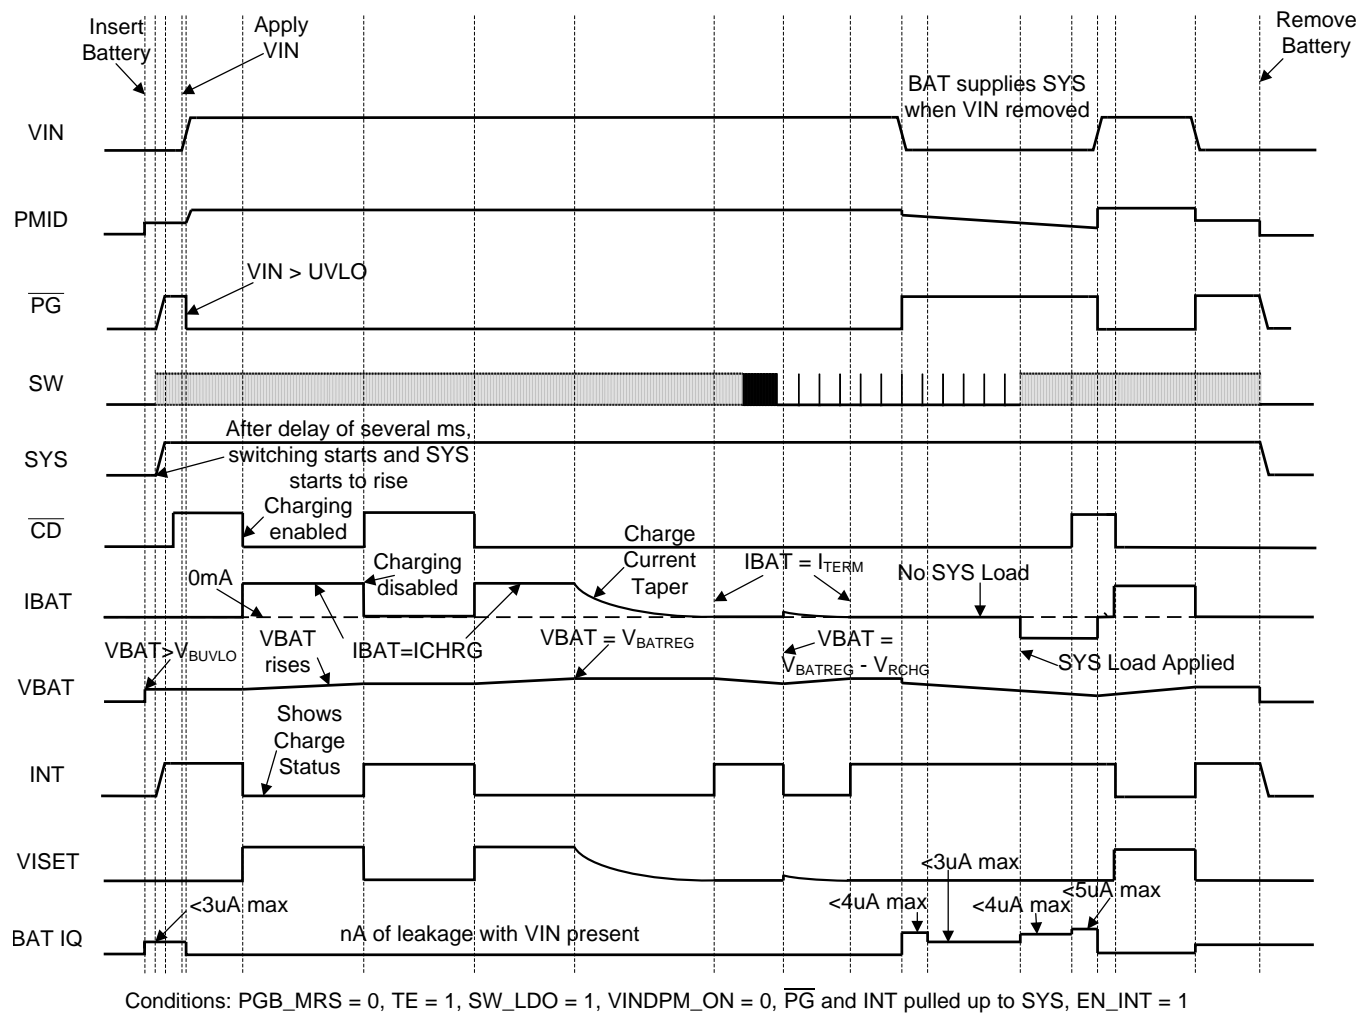 Insert
Battery
Apply
VIN
Remove
Battery
BAT supplies SYS
when VIN removed
VIN
PMID
VIN > UVLO
PG
SW
After delay of several ms,
switching starts and SYS
starts to rise
SYS
Charging
enabled
CD
Charge
Current
Taper
Charging
disabled
0mA
IBAT = ITERM
No SYS Load
IBAT
VBAT>VBUVLO
VBAT
rises
IBAT=ICHRG
VBAT = VBATREG
VBAT =
VBATREG - VRCHG
SYS Load Applied
VBAT
Shows
Charge
Status
INT
VISET
<3uA max
<4uA max
<3uA max
<4uA max
<5uA max
BAT IQ
nA of leakage with VIN present
Conditions: PGB_MRS = 0, TE = 1, SW_LDO = 1, VINDPM_ON = 0, PG and INT pulled up to SYS, EN_INT = 1